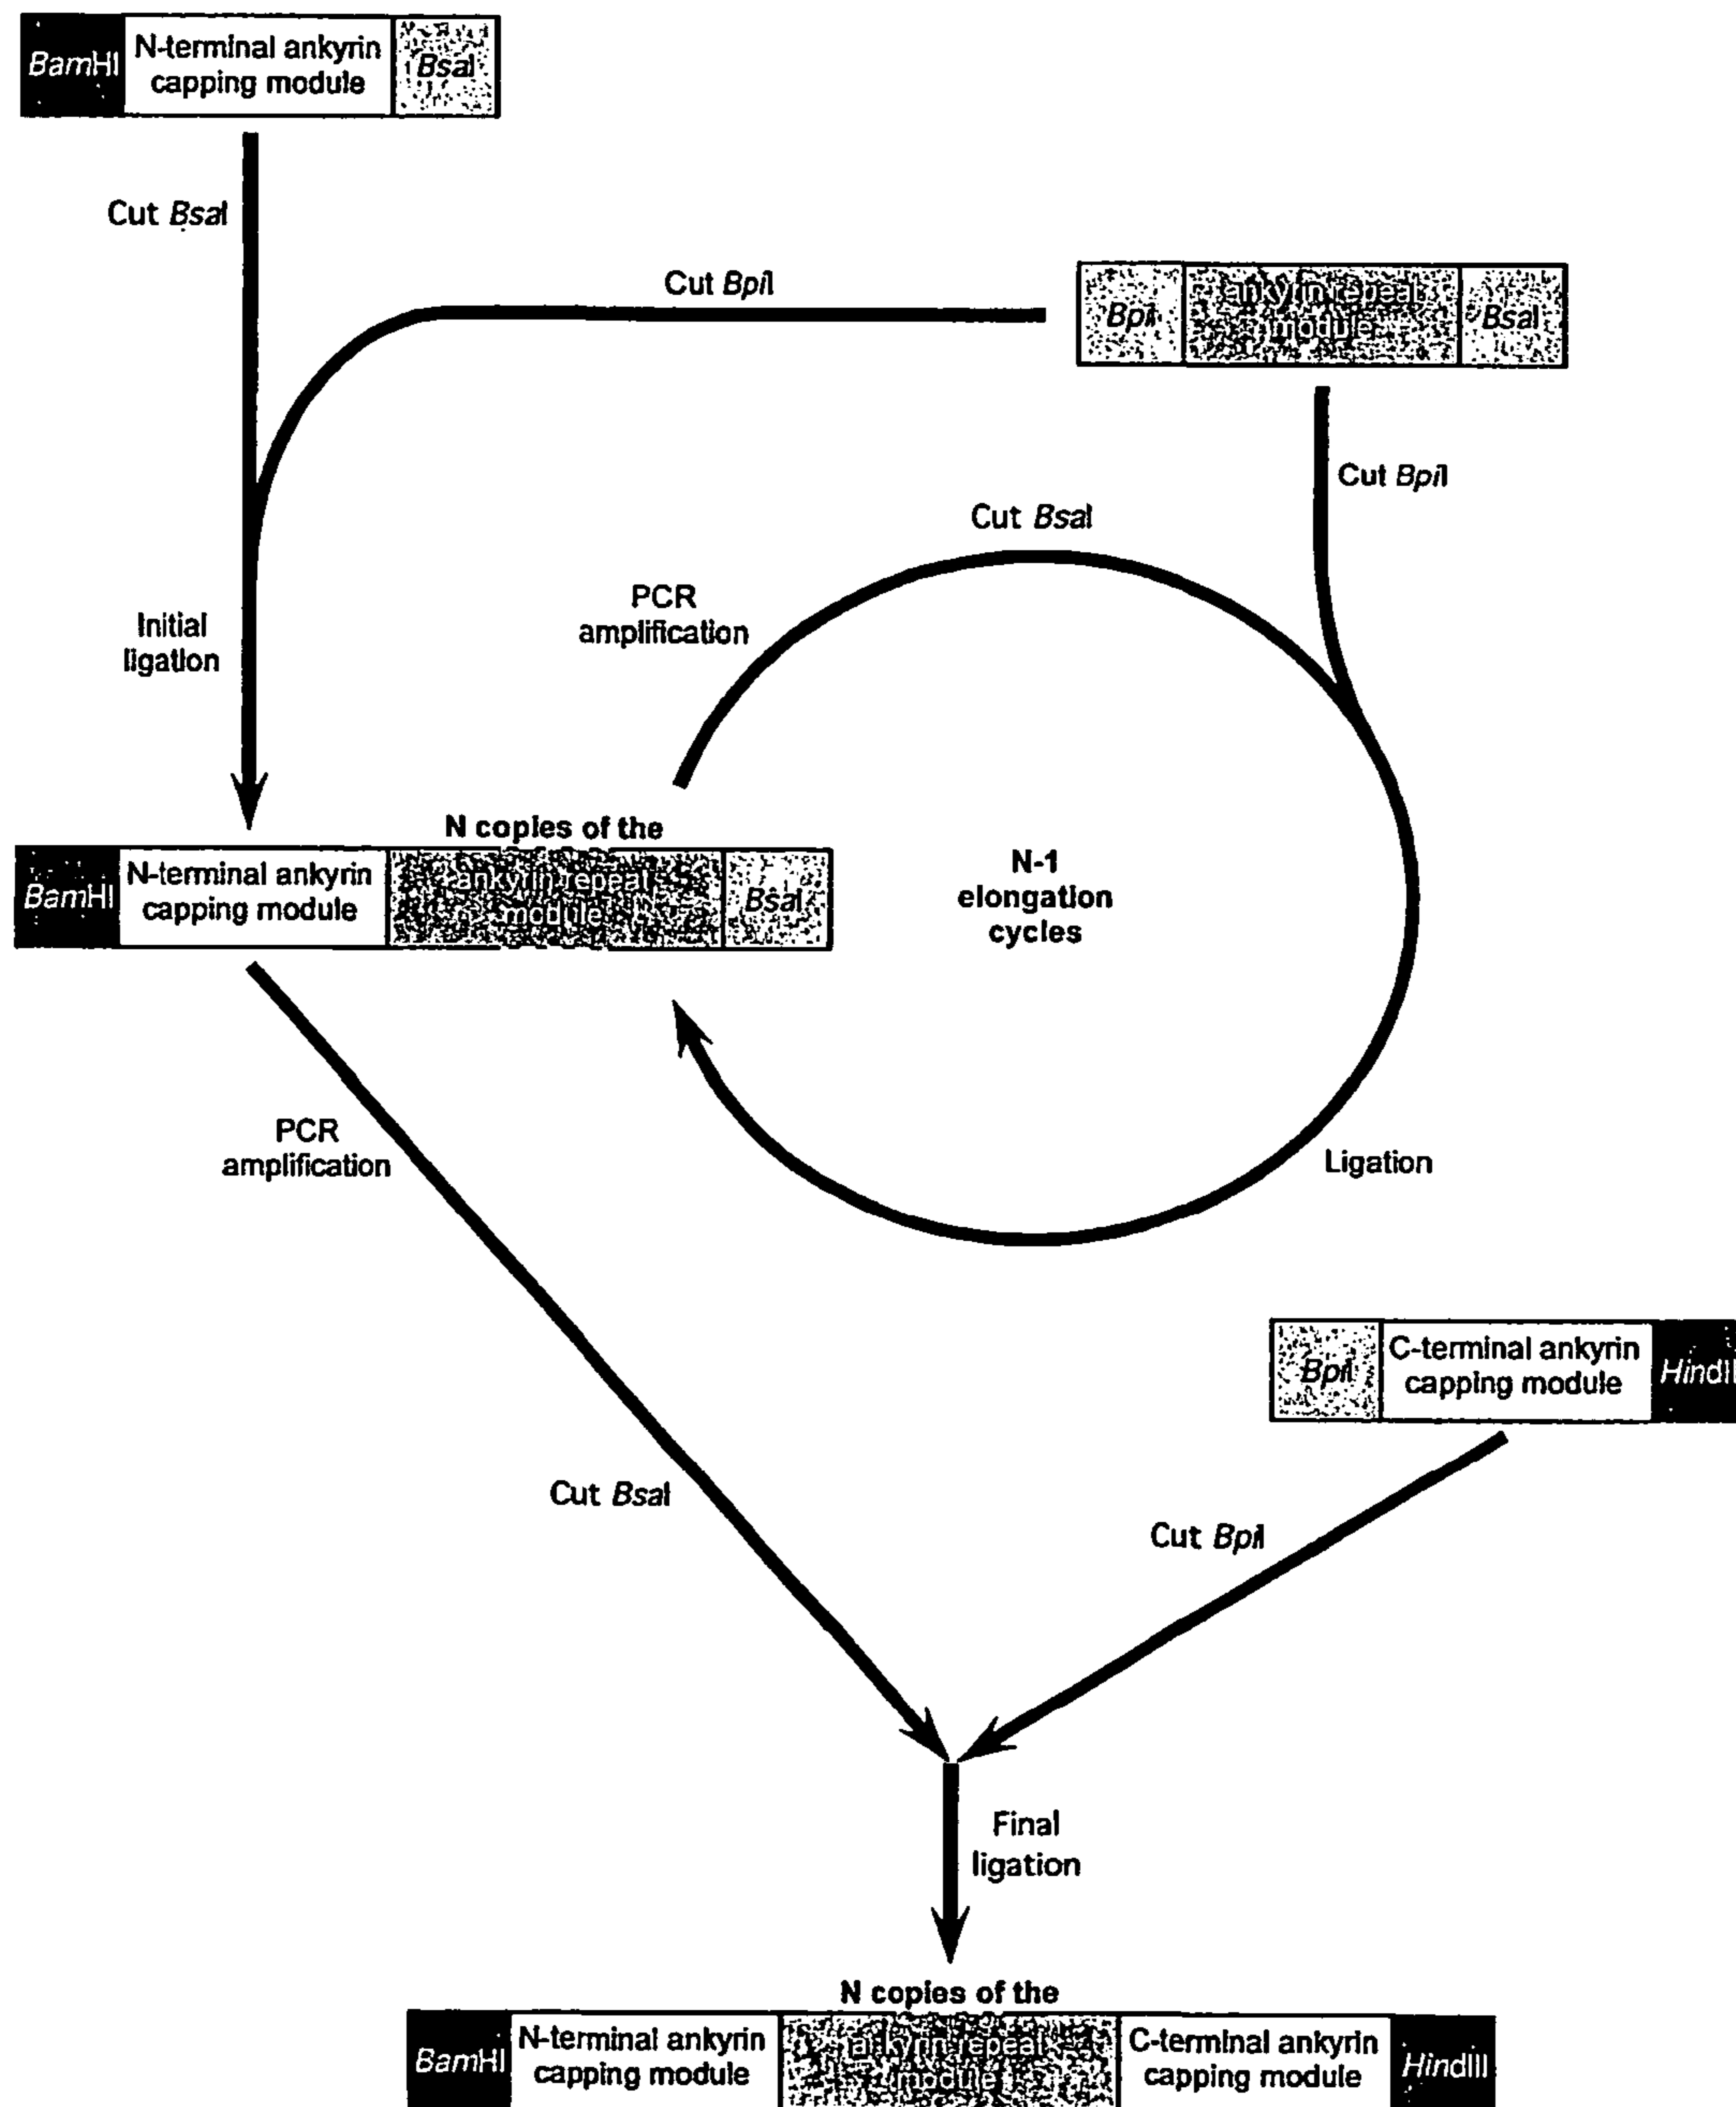 BamHI
N-terminal ankyrin
capping module
BsaI
Cut BsaI
Cut BpiI
BpiI
ankyrin repeat
module
BsaI
Cut BpiI
Cut BsaI
PCR
amplification
Initial
ligation
N copies of the
BamHI
N-terminal ankyrin
capping module
ankyrin repeat
module
BsaI
N-1
elongation
cycles
PCR
amplification
Ligation
BpiI
C-terminal ankyrin
capping module
HindII
Cut BsaI
Cut BpiI
Final
ligation
N copies of the
BamHI
N-terminal ankyrin
capping module
ankyrin repeat
module
C-terminal ankyrin
capping module
HindIII